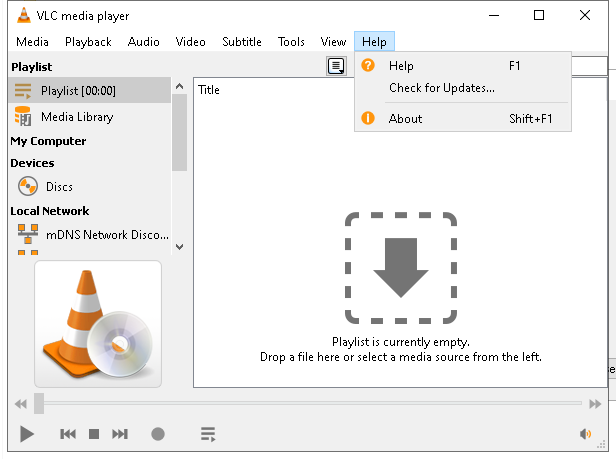 VLC media player
Media Playback Audio Video Subtitle Tools View Help
Playlist
Playlist [00:00]
Media Library
My Computer
Devices
Discs
Local Network
mDNS Network Disco...
Title
Help F1
Check for Updates...
About Shift+F1
Playlist is currently empty.
Drop a file here or select a media source from the left.